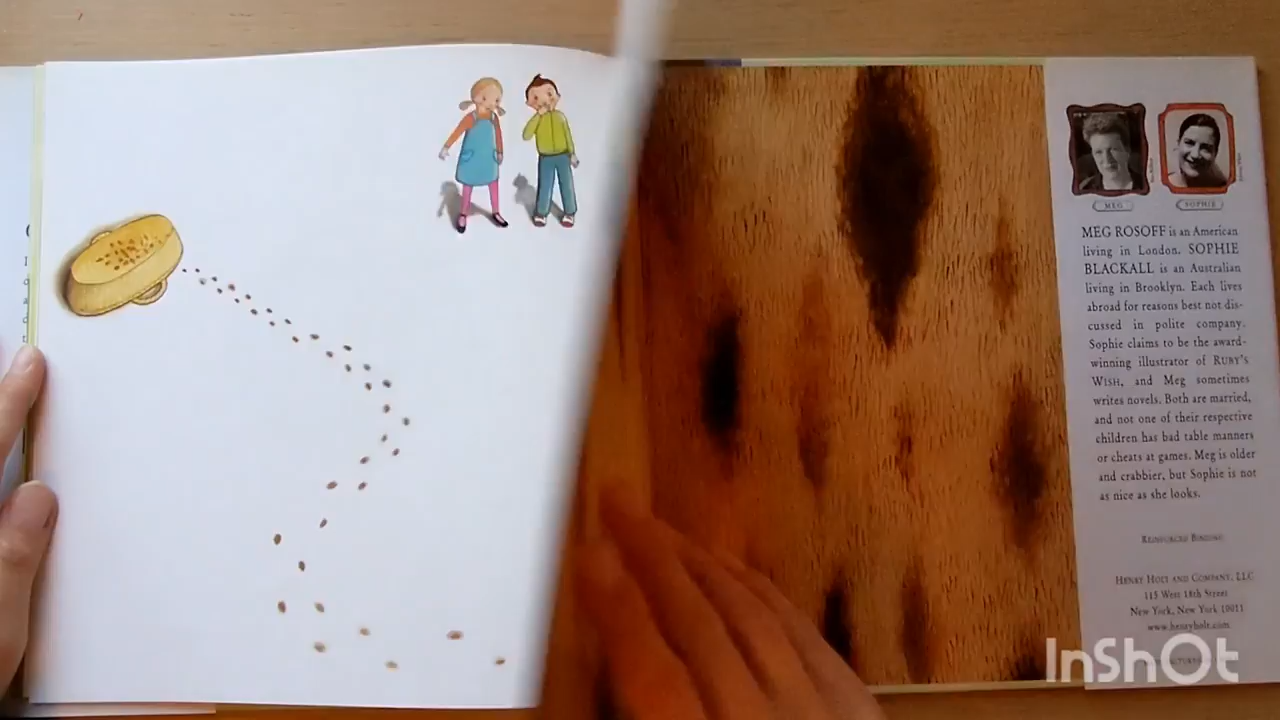 MEG
SOPHIE
MEG ROSOFF is an American
living in London. SOPHIE
BLACKALL is an Australian
living in Brooklyn. Each lives
abroad for reasons best not dis-
cussed in polite company.
Sophie claims to be the award-
winning illustrator of RUBY'S
WISH, and Meg sometimes
writes novels. Both are married,
and not one of their respective
children has bad table manners
or cheats at games. Meg is older
and crabbier, but Sophie is not
as nice as she looks.
REINFORCED BINDING
HENRY HOLT AND COMPANY, LLC
115 West 18th Street
New York, New York 10011
www.henryholt.com
InShOt